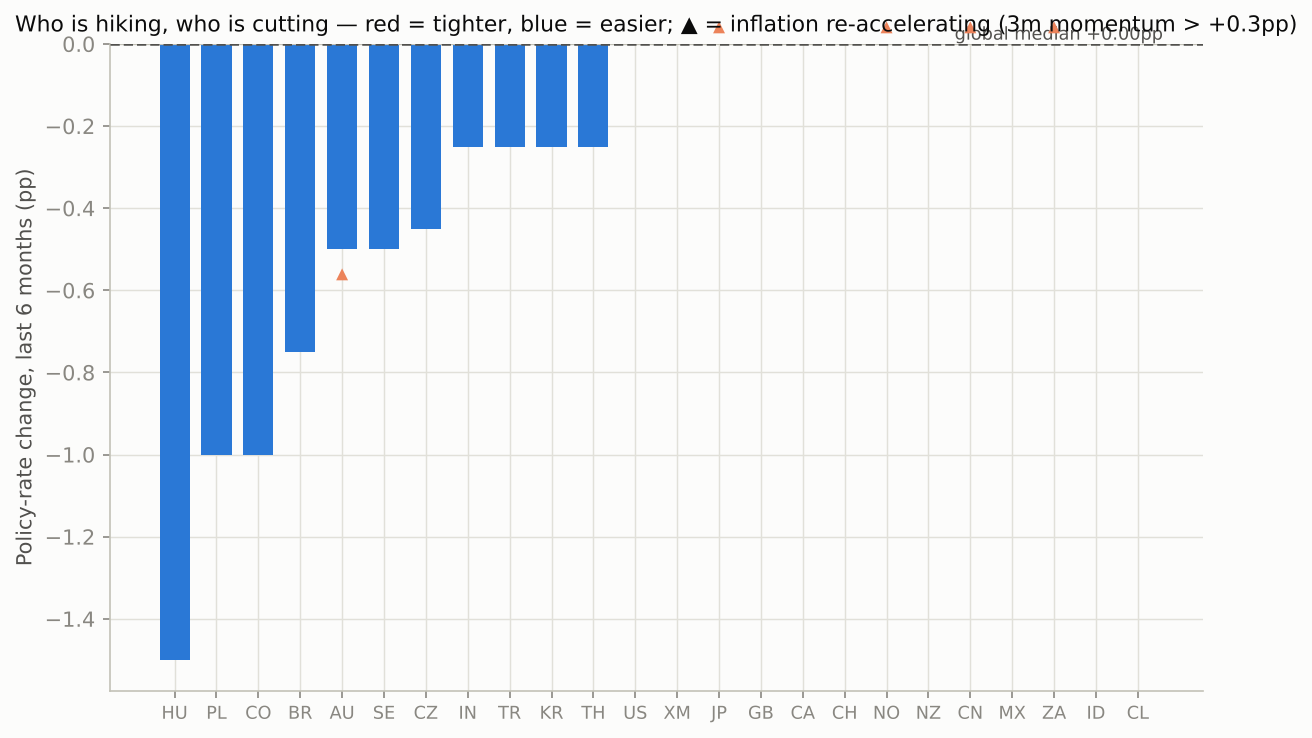 Who is hiking, who is cutting — red = tighter, blue = easier; ▲ = inflation re-accelerating (3m momentum > +0.3pp)
global median +0.00pp
Policy-rate change, last 6 months (pp)
0.0
−0.2
−0.4
−0.6
−0.8
−1.0
−1.2
−1.4
HU PL CO BR AU SE CZ IN TR KR TH US XM JP GB CA CH NO NZ CN MX ZA ID CL